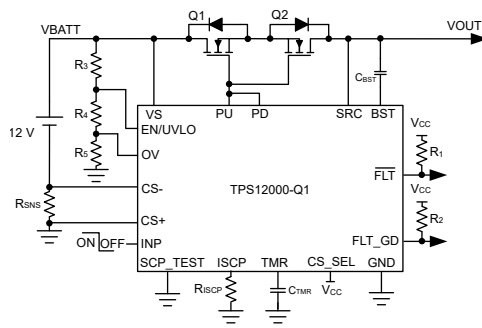 Q1
Q2
VBATT
VOUT
R3
CBST
VS
PU
PD
SRC
BST
R4
EN/UVLO
VCC
R5
OV
R1
12 V
FLT
CS-
TPS12000-Q1
VCC
RSNS
CS+
R2
ON
OFF
INP
FLT_GD
SCP_TEST
ISCP
TMR
CS_SEL
GND
RISCP
CTMR
VCC